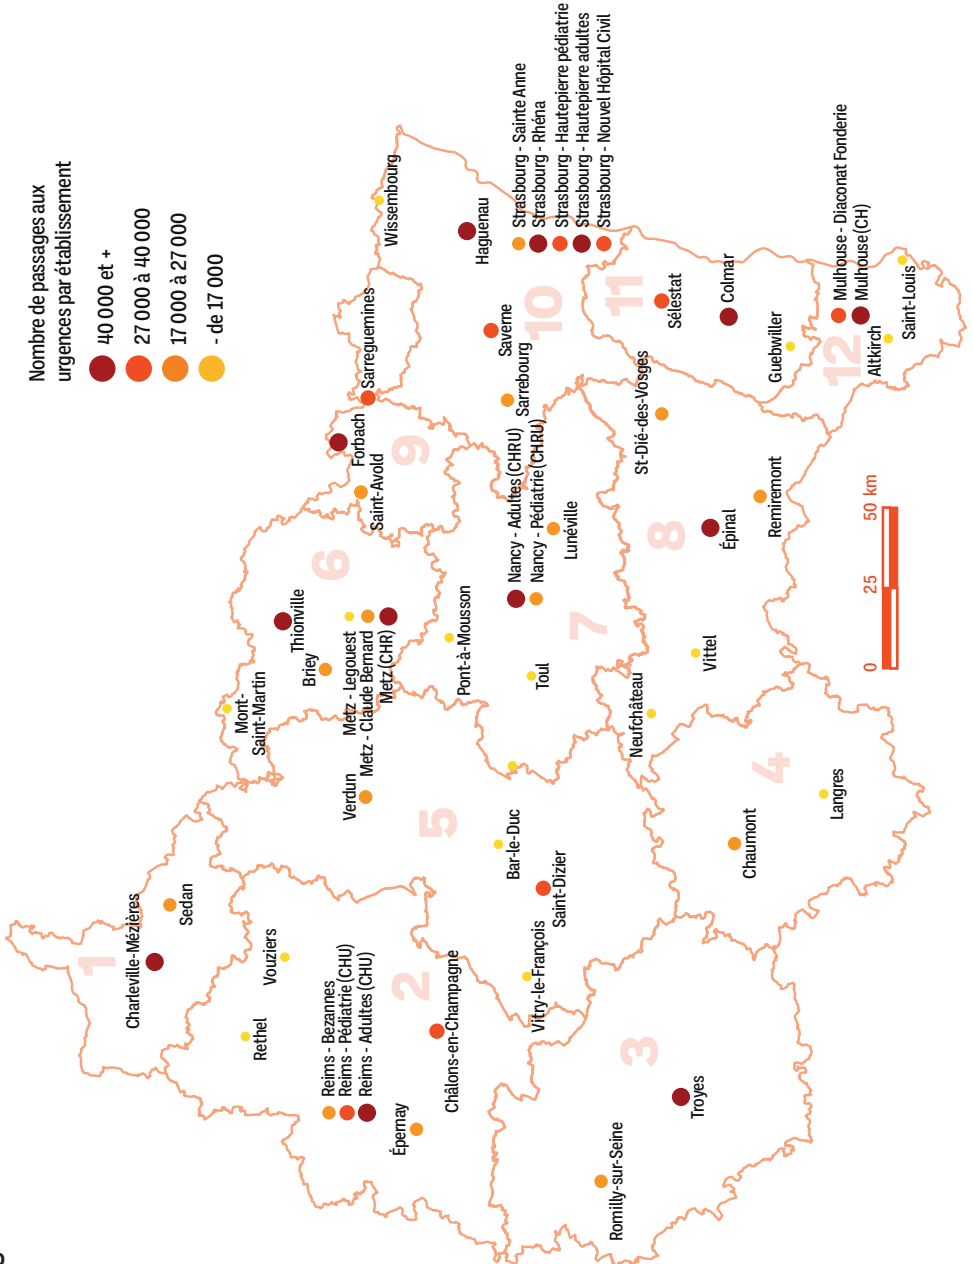 Nombre de passages aux
urgences par établissement
40 000 et +
27 000 à 40 000
17 000 à 27 000
- de 17 000
1
Charleville-Mézières
Sedan
Rethel
Vouziers
2
Reims - Bezannes
Reims - Pédiatrie (CHU)
Reims - Adultes (CHU)
Épernay
Châlons-en-Champagne
3
Romilly-sur-Seine
Troyes
4
Chaumont
Langres
5
Verdun
Bar-le-Duc
Saint-Dizier
Vitry-le-François
6
Mont-
Saint-Martin
Briey
Thionville
Metz - Legouest
Metz - Claude Bernard
Metz (CHR)
7
Pont-à-Mousson
Toul
Nancy - Adultes (CHRU)
Nancy - Pédiatrie (CHRU)
Lunéville
8
Neufchâteau
Vittel
Épinal
Remiremont
St-Dié-des-Vosges
9
Forbach
Saint-Avold
Sarreguemines
10
Wissembourg
Haguenau
Saverne
Sarrebourg
Strasbourg - Sainte Anne
Strasbourg - Rhéna
Strasbourg - Hautepierre pédiatrie
Strasbourg - Hautepierre adultes
Strasbourg - Nouvel Hôpital Civil
11
Sélestat
Colmar
Guebwiller
12
Mulhouse - Diaconat Fonderie
Mulhouse (CH)
Altkirch
Saint-Louis
0 25 50 km